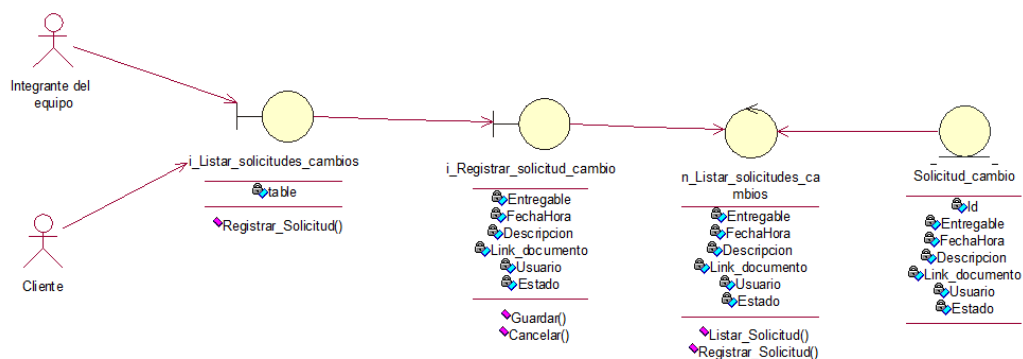 Integrante del
equipo
Cliente
i_Listar_solicitudes_cambios
table
Registrar_Solicitud()
i_Registrar_solicitud_cambio
Entregable
FechaHora
Descripcion
Link_documento
Usuario
Estado
Guardar()
Cancelar()
n_Listar_solicitudes_ca
mbios
Entregable
FechaHora
Descripcion
Link_documento
Usuario
Estado
Listar_Solicitud()
Registrar_Solicitud()
Solicitud_cambio
Id
Entregable
FechaHora
Descripcion
Link_documento
Usuario
Estado